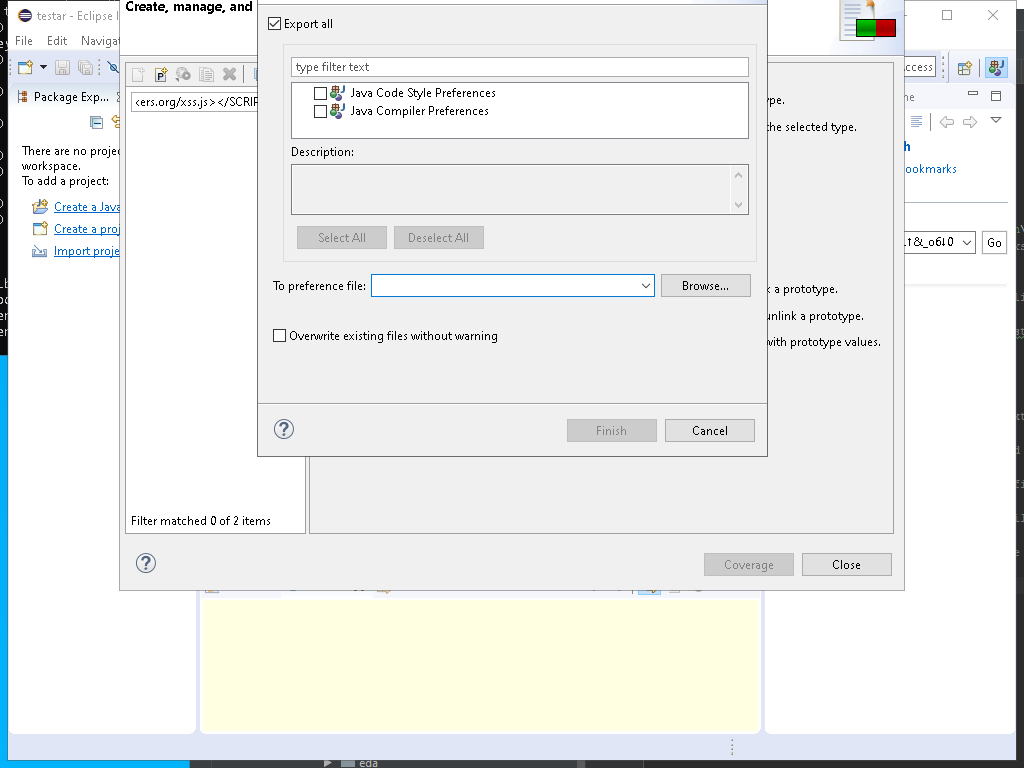 testar - Eclipse I
File Edit Navigat
Create, manage, and
Export all
type filter text
Java Code Style Preferences
Java Compiler Preferences
Description:
Select All
Deselect All
To preference file:
Browse...
Overwrite existing files without warning
Finish
Cancel
Package Exp...
There are no projec
workspace.
To add a project:
Create a Java
Create a proj
Import proje
<cers.org/xss.js></SCRIP
Filter matched 0 of 2 items
ype.
the selected type.
k a prototype.
unlink a prototype.
with prototype values.
Coverage
Close
ccess
ne
h
ookmarks
Go
eda